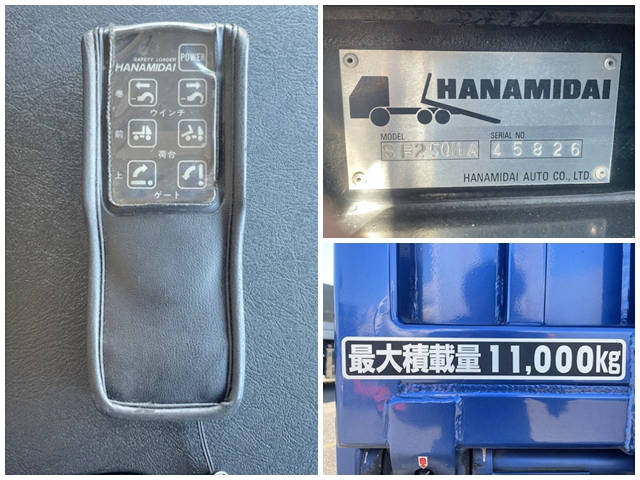 SAFETY LOADER
HANAMIDAI
POWER
巻
ウインチ
前
荷台
上
ゲート
HANAMIDAI
MODEL
SERIAL NO.
45826
HANAMIDAI AUTO CO., LTD.
最大積載量 11,000kg